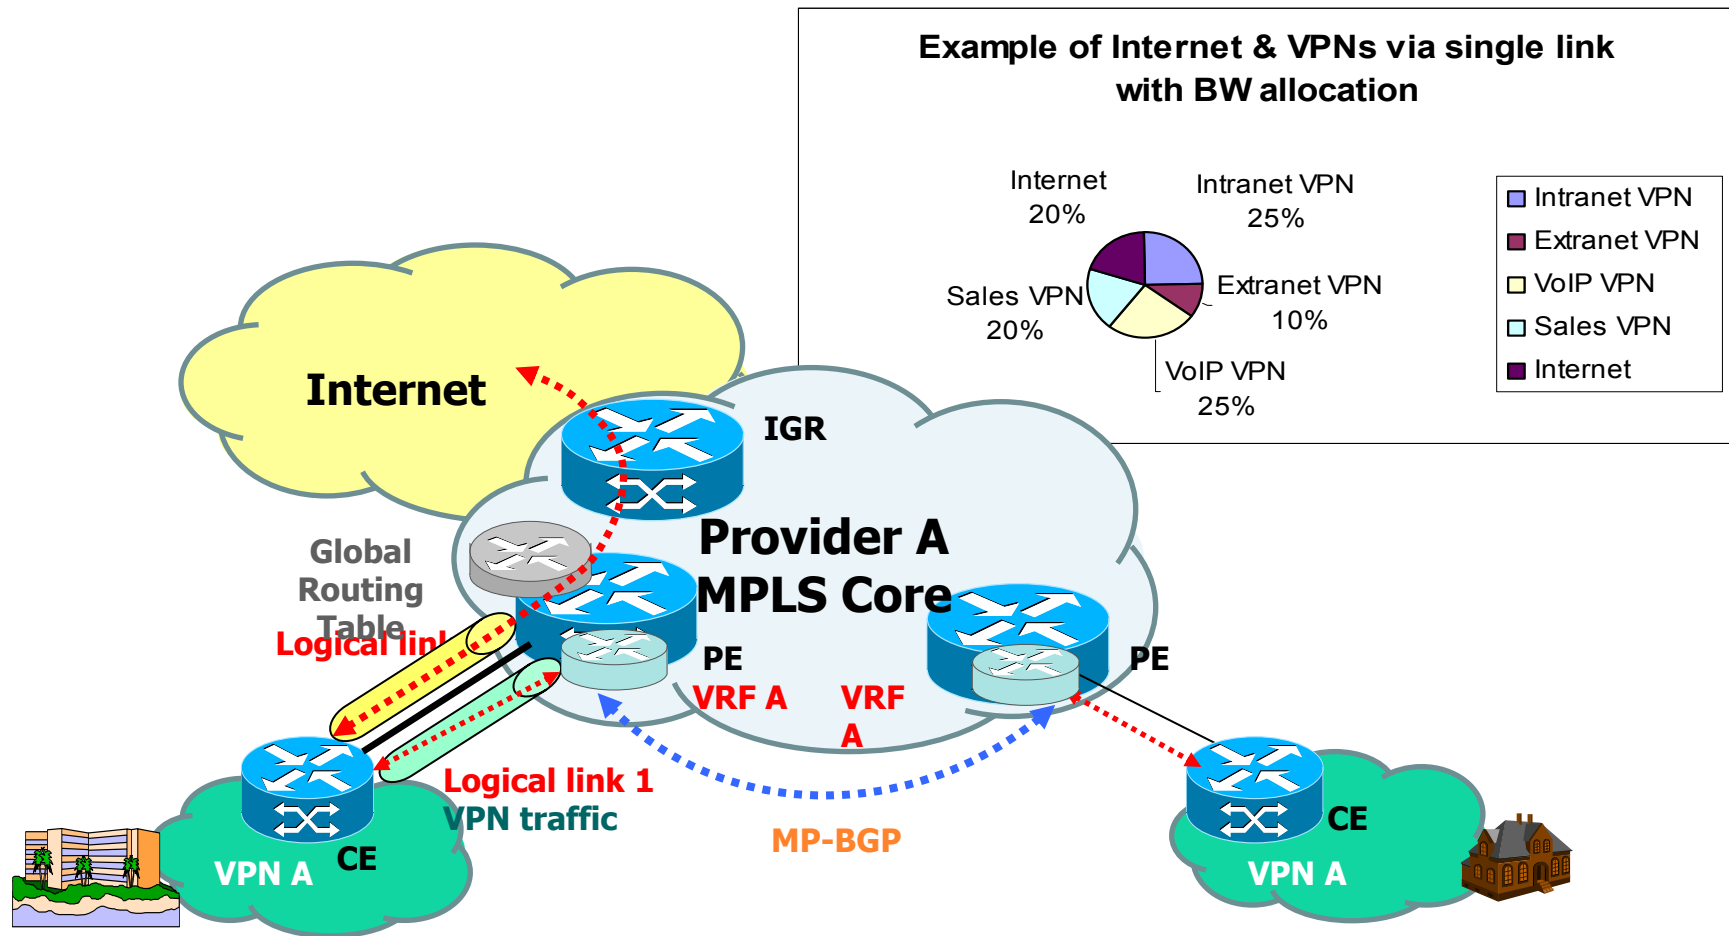 Example of Internet & VPNs via single link
with BW allocation
Internet
20%
Intranet VPN
25%
Sales VPN
20%
Extranet VPN
10%
VoIP VPN
25%
Intranet VPN
Extranet VPN
VoIP VPN
Sales VPN
Internet
Internet
IGR
Provider A
MPLS Core
Global
Routing
Table
Logical link
PE
VRF A
VRF
A
PE
Logical link 1
VPN traffic
MP-BGP
CE
VPN A
CE
VPN A